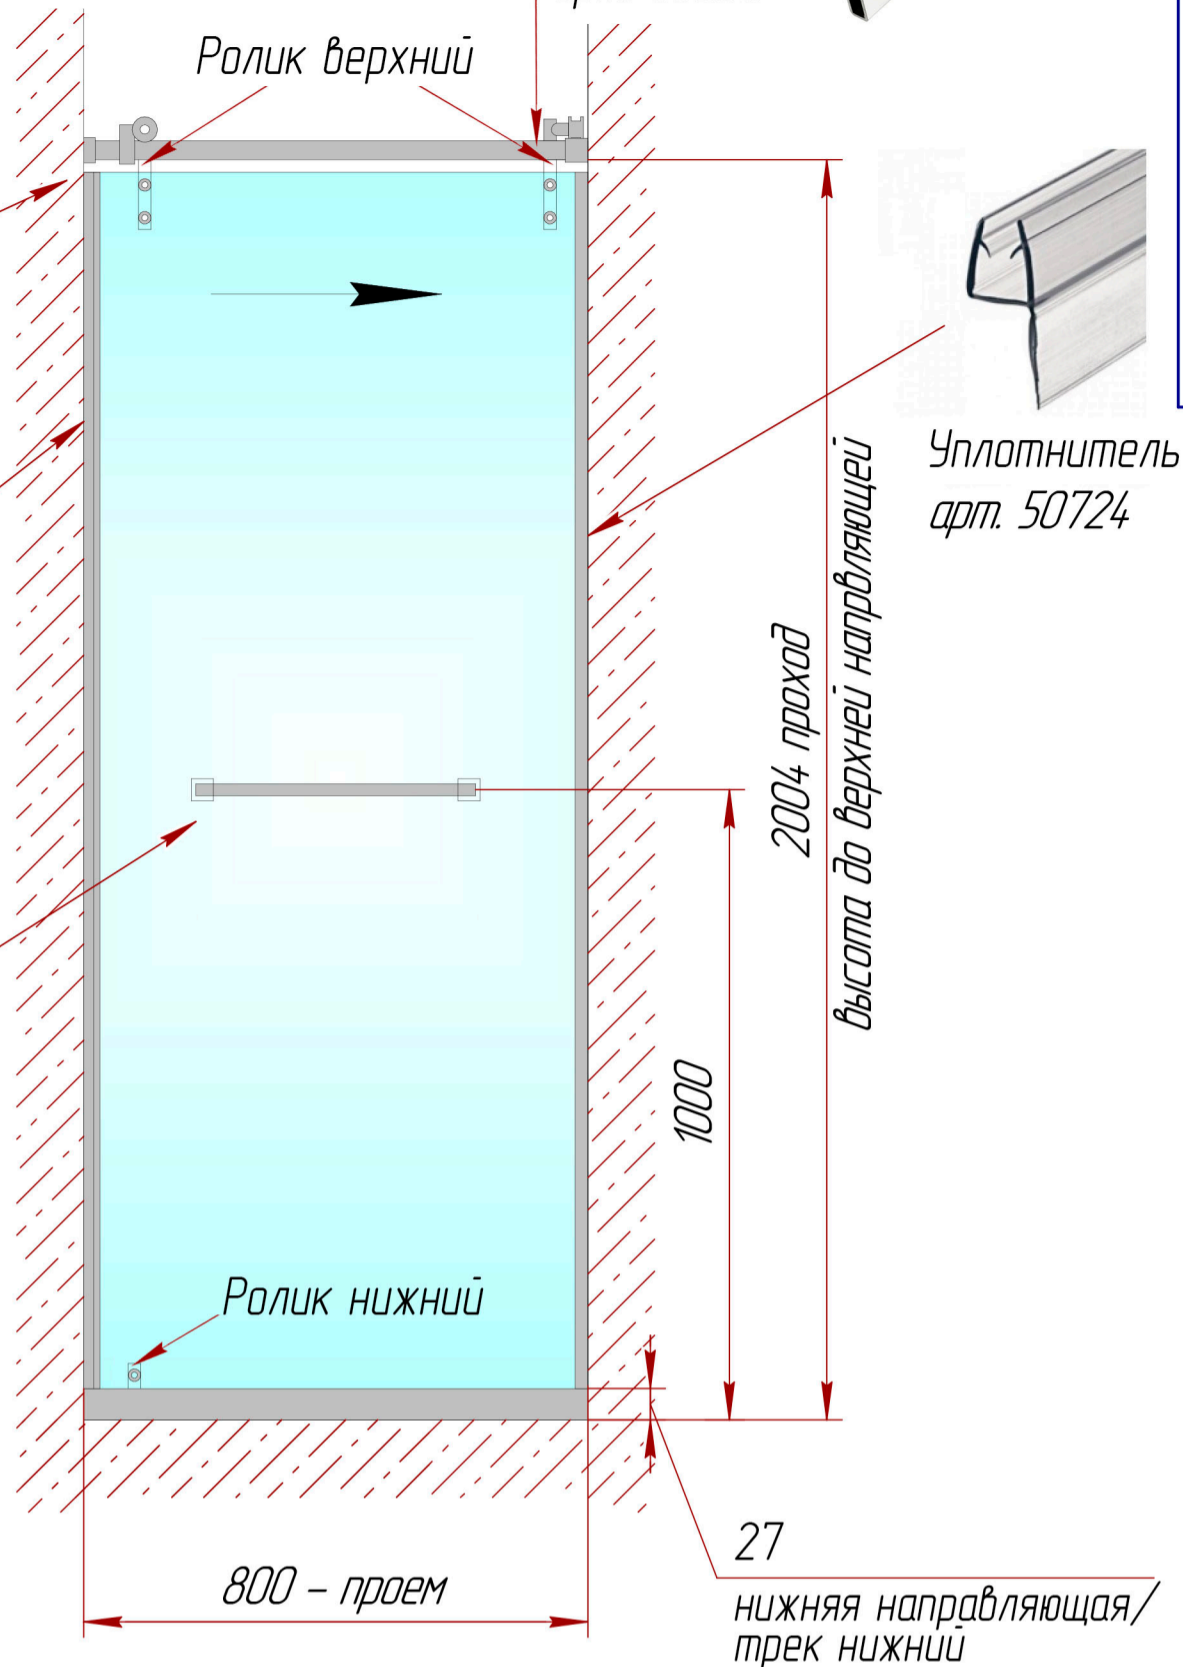 Ролик верхний
Уплотнитель
арт. 50724
2004 проход
высота до верхней напрвляющей
1000
Ролик нижний
800 - проем
27
нижняя направляющая/
трек нижний